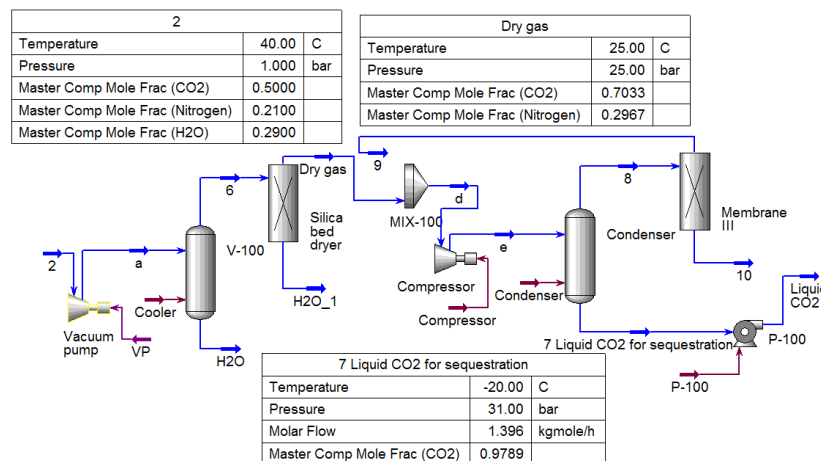 2
Temperature 40.00 C
Pressure 1.000 bar
Master Comp Mole Frac (CO2) 0.5000
Master Comp Mole Frac (Nitrogen) 0.2100
Master Comp Mole Frac (H2O) 0.2900
Dry gas
Temperature 25.00 C
Pressure 25.00 bar
Master Comp Mole Frac (CO2) 0.7033
Master Comp Mole Frac (Nitrogen) 0.2967
9
Dry gas
6
8
d
MIX-100
Silica
bed
dryer
V-100
Membrane
III
Condenser
2
a
e
10
Compressor
H2O_1
Condenser
Liquid
CO2
Cooler
Compressor
Vacuum
pump
VP
H2O
7 Liquid CO2 for sequestration
P-100
P-100
7 Liquid CO2 for sequestration
Temperature -20.00 C
Pressure 31.00 bar
Molar Flow 1.396 kgmole/h
Master Comp Mole Frac (CO2) 0.9789